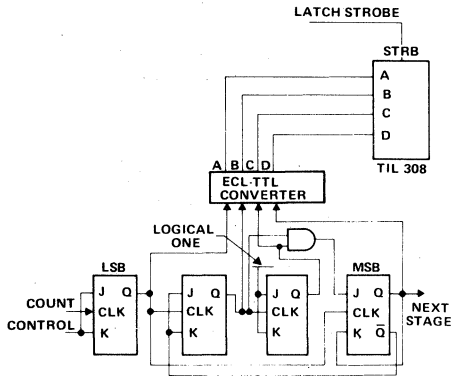 LATCH STROBE
STRB
A
B
C
D
TIL 308
A B C D
ECL-TTL
CONVERTER
LOGICAL
ONE
LSB
MSB
J Q
CLK
K
J Q
CLK
K
J Q
CLK
K
J Q
CLK
K Q̅
COUNT
CONTROL
NEXT
STAGE